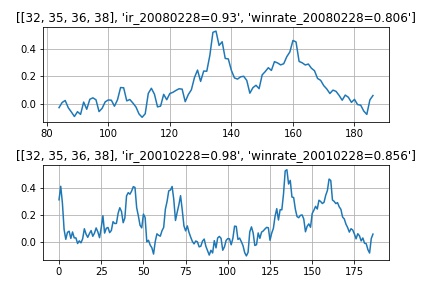 [[32, 35, 36, 38], 'ir_20080228=0.93', 'winrate_20080228=0.806']
0.4
0.2
0.0
80 100 120 140 160 180
[[32, 35, 36, 38], 'ir_20010228=0.98', 'winrate_20010228=0.856']
0.4
0.2
0.0
0 25 50 75 100 125 150 175